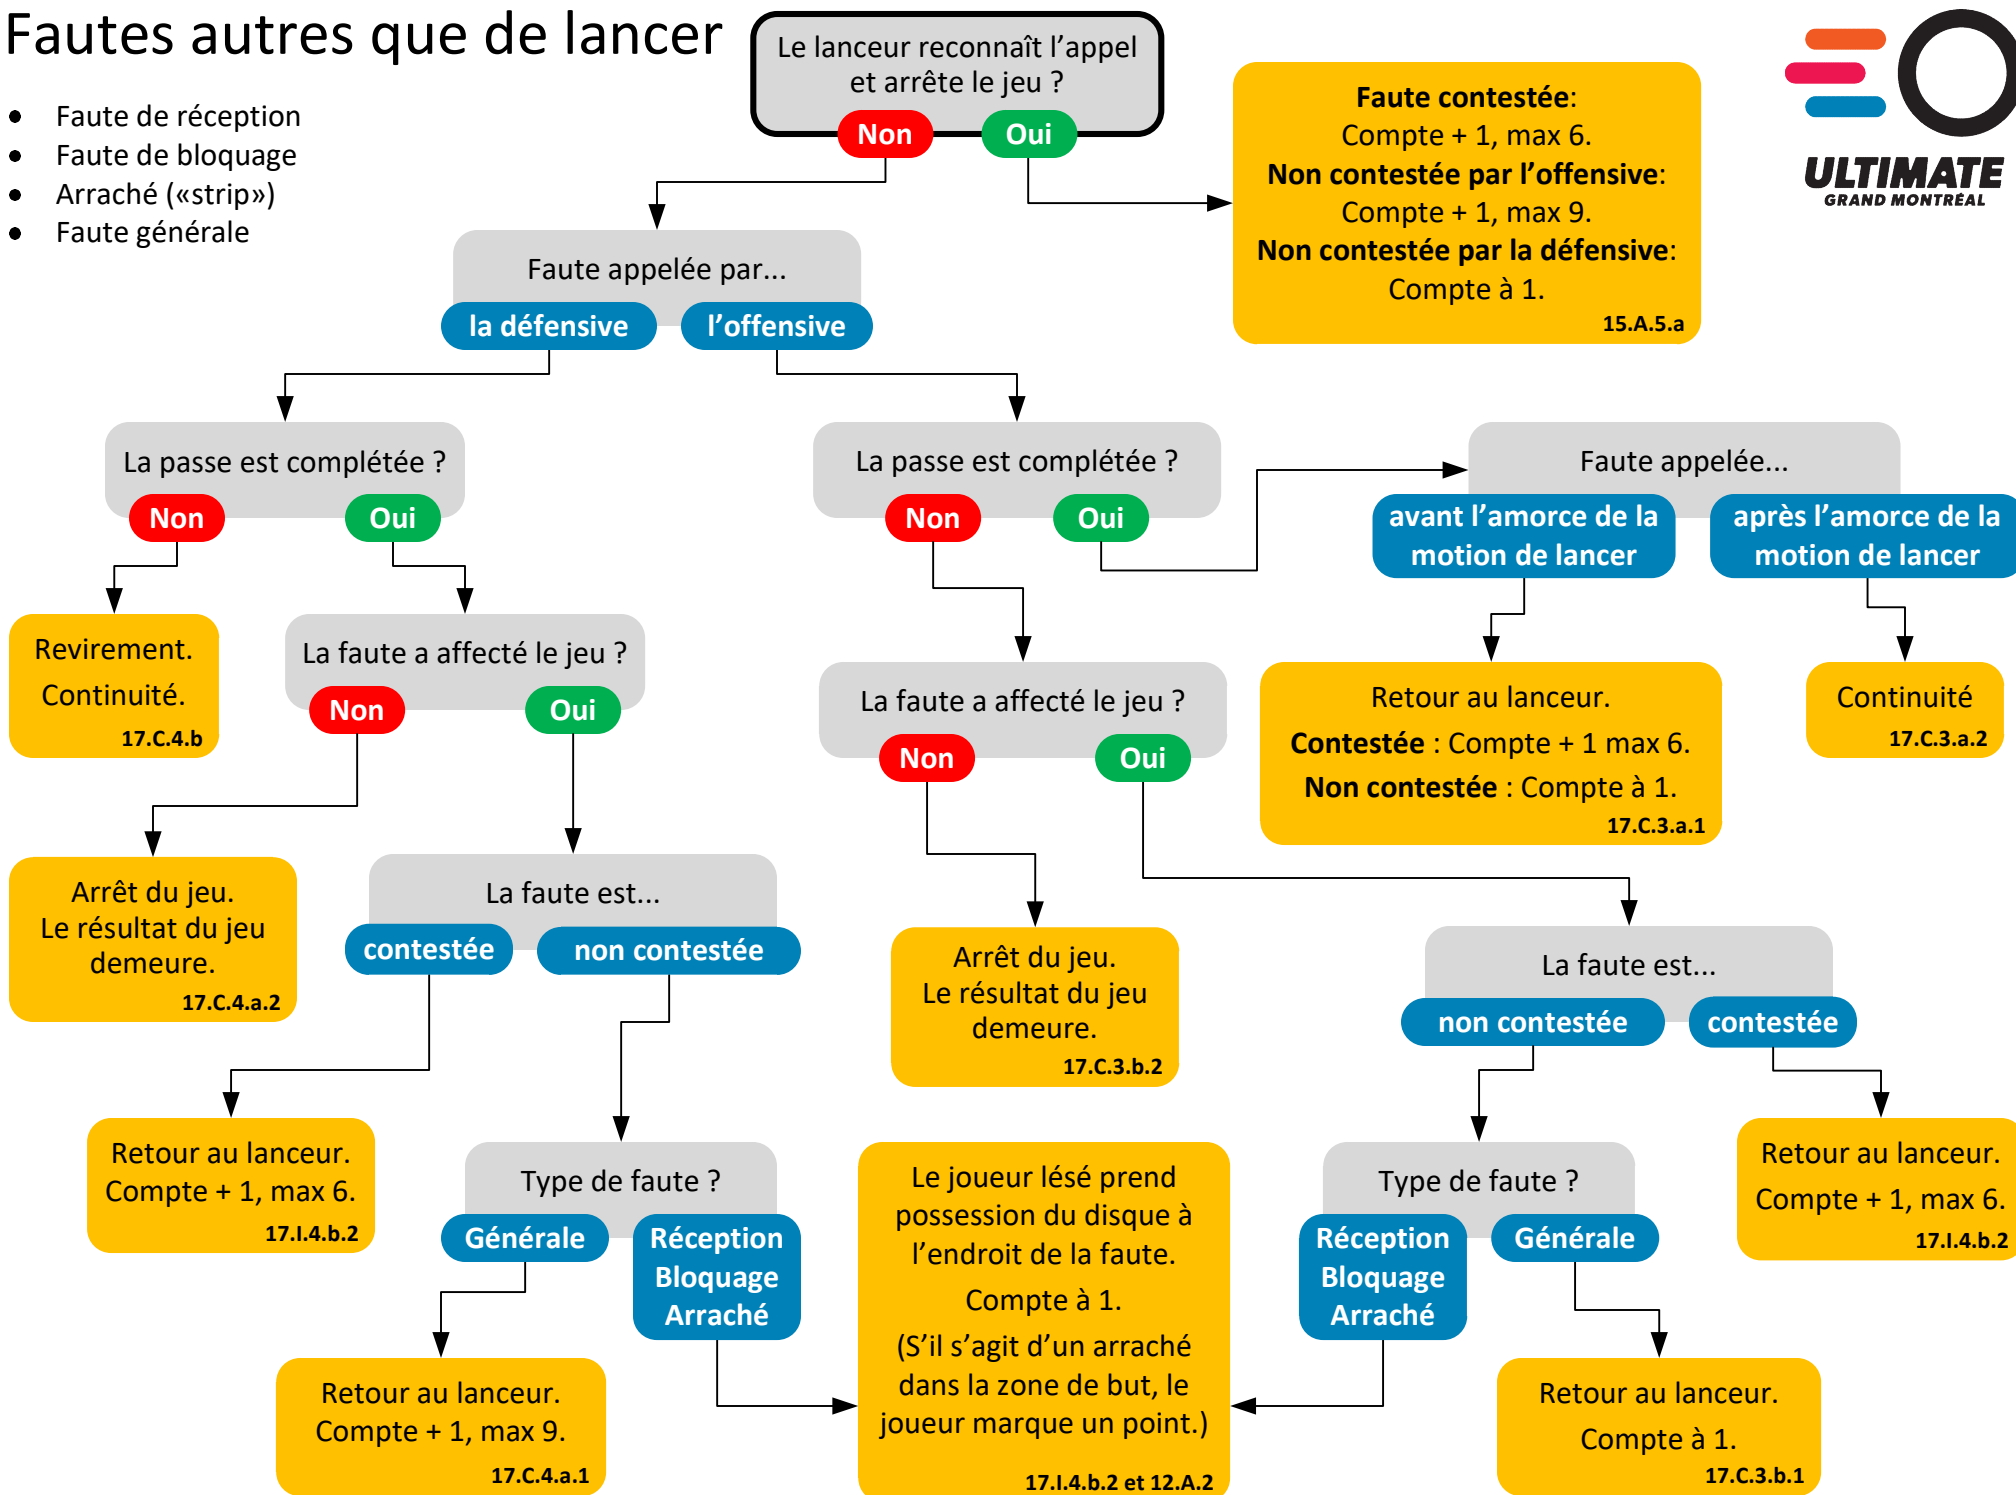 Fautes autres que de lancer
• Faute de réception
• Faute de bloquage
• Arraché («strip»)
• Faute générale
Le lanceur reconnaît l’appel
et arrête le jeu ?
Non
Oui
Faute contestée:
Compte + 1, max 6.
Non contestée par l’offensive:
Compte + 1, max 9.
Non contestée par la défensive:
Compte à 1.
15.A.5.a
ULTIMATE
GRAND MONTRÉAL
Faute appelée par...
la défensive
l’offensive
La passe est complétée ?
Non
Oui
La passe est complétée ?
Non
Oui
Faute appelée...
avant l’amorce de la
motion de lancer
après l’amorce de la
motion de lancer
Revirement.
Continuité.
17.C.4.b
La faute a affecté le jeu ?
Non
Oui
La faute a affecté le jeu ?
Non
Oui
Retour au lanceur.
Contestée : Compte + 1 max 6.
Non contestée : Compte à 1.
17.C.3.a.1
Continuité
17.C.3.a.2
Arrêt du jeu.
Le résultat du jeu
demeure.
17.C.4.a.2
La faute est...
contestée
non contestée
Arrêt du jeu.
Le résultat du jeu
demeure.
17.C.3.b.2
La faute est...
non contestée
contestée
Retour au lanceur.
Compte + 1, max 6.
17.I.4.b.2
Type de faute ?
Générale
Réception
Bloquage
Arraché
Le joueur lésé prend
possession du disque à
l’endroit de la faute.
Compte à 1.
(S’il s’agit d’un arraché
dans la zone de but, le
joueur marque un point.)
17.I.4.b.2 et 12.A.2
Type de faute ?
Réception
Bloquage
Arraché
Générale
Retour au lanceur.
Compte + 1, max 6.
17.I.4.b.2
Retour au lanceur.
Compte + 1, max 9.
17.C.4.a.1
Retour au lanceur.
Compte à 1.
17.C.3.b.1